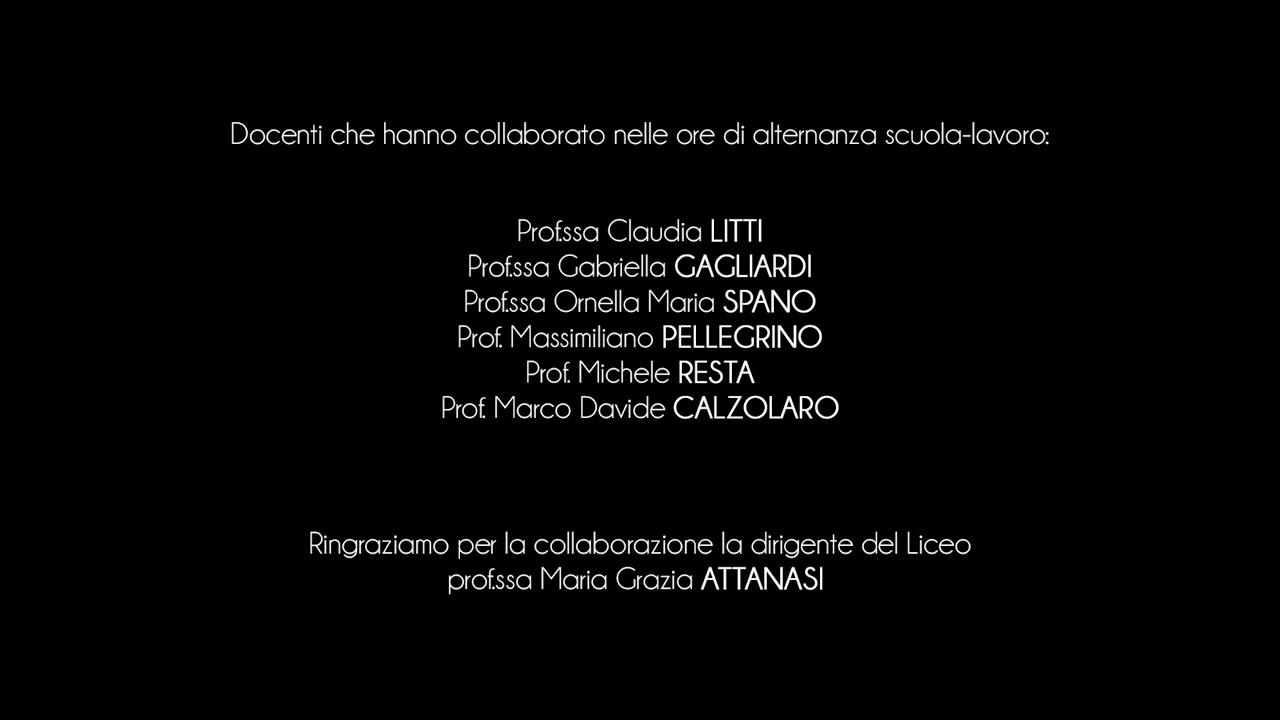 Docenti che hanno collaborato nelle ore di alternanza scuola-lavoro:
Prof.ssa Claudia LITTI
Prof.ssa Gabriella GAGLIARDI
Prof.ssa Ornella Maria SPANO
Prof. Massimiliano PELLEGRINO
Prof. Michele RESTA
Prof. Marco Davide CALZOLARO
Ringraziamo per la collaborazione la dirigente del Liceo
prof.ssa Maria Grazia ATTANASI